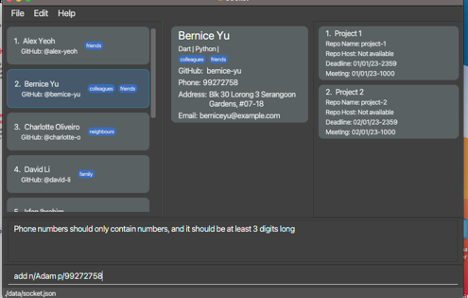 Socket
File Edit Help
1. Alex Yeoh
GitHub: @alex-yeoh
friends
2. Bernice Yu
GitHub: @bernice-yu
colleagues friends
3. Charlotte Oliveiro
GitHub: @charlotte-o
neighbours
4. David Li
GitHub: @david-li
family
5. Irfan Ibrahim
Bernice Yu
Dart | Python |
colleagues friends
GitHub: bernice-yu
Phone: 99272758
Address: Blk 30 Lorong 3 Serangoon
Gardens, #07-18
Email: berniceyu@example.com
1. Project 1
Repo Name: project-1
Repo Host: Not available
Deadline: 01/01/23-2359
Meeting: 01/01/23-1000
2. Project 2
Repo Name: project-2
Repo Host: Not available
Deadline: 02/01/23-2359
Meeting: 02/01/23-1000
Phone numbers should only contain numbers, and it should be at least 3 digits long
add n/Adam p/99272758
./data/socket.json